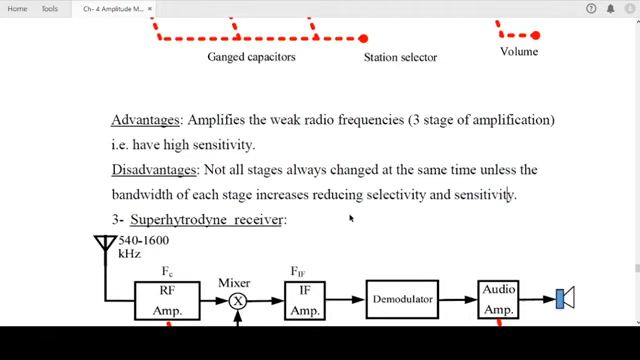 Home Tools Ch- 4 Amplitude M...
Ganged capacitors Station selector Volume
Advantages: Amplifies the weak radio frequencies (3 stage of amplification)
i.e. have high sensitivity.
Disadvantages: Not all stages always changed at the same time unless the
bandwidth of each stage increases reducing selectivity and sensitivity.
3- Superhytrodyne receiver:
540-1600
kHz
Fc Mixer FIF
RF
Amp.
X
IF
Amp.
Demodulator
Audio
Amp.